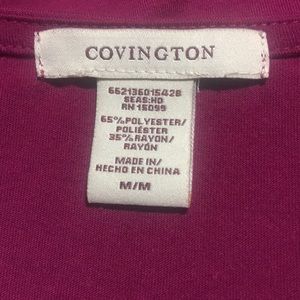 COVINGTON
662136015428
SEAS:HD
RN 15099
65%POLYESTER/
POLIÉSTER
35%RAYON/
RAYÓN
MADE IN/
HECHO EN CHINA
M/M